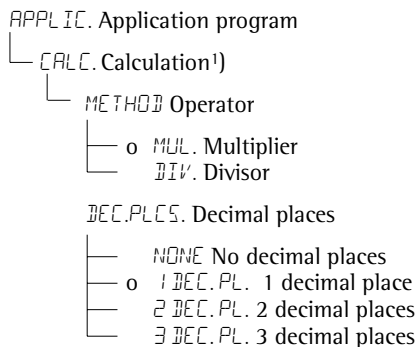 APPLIC. Application program
CALC. Calculation¹)
METHOD Operator
o MUL. Multiplier
DIV. Divisor
DEC.PLCS. Decimal places
NONE No decimal places
o 1 DEC. PL. 1 decimal place
2 DEC. PL. 2 decimal places
3 DEC. PL. 3 decimal places